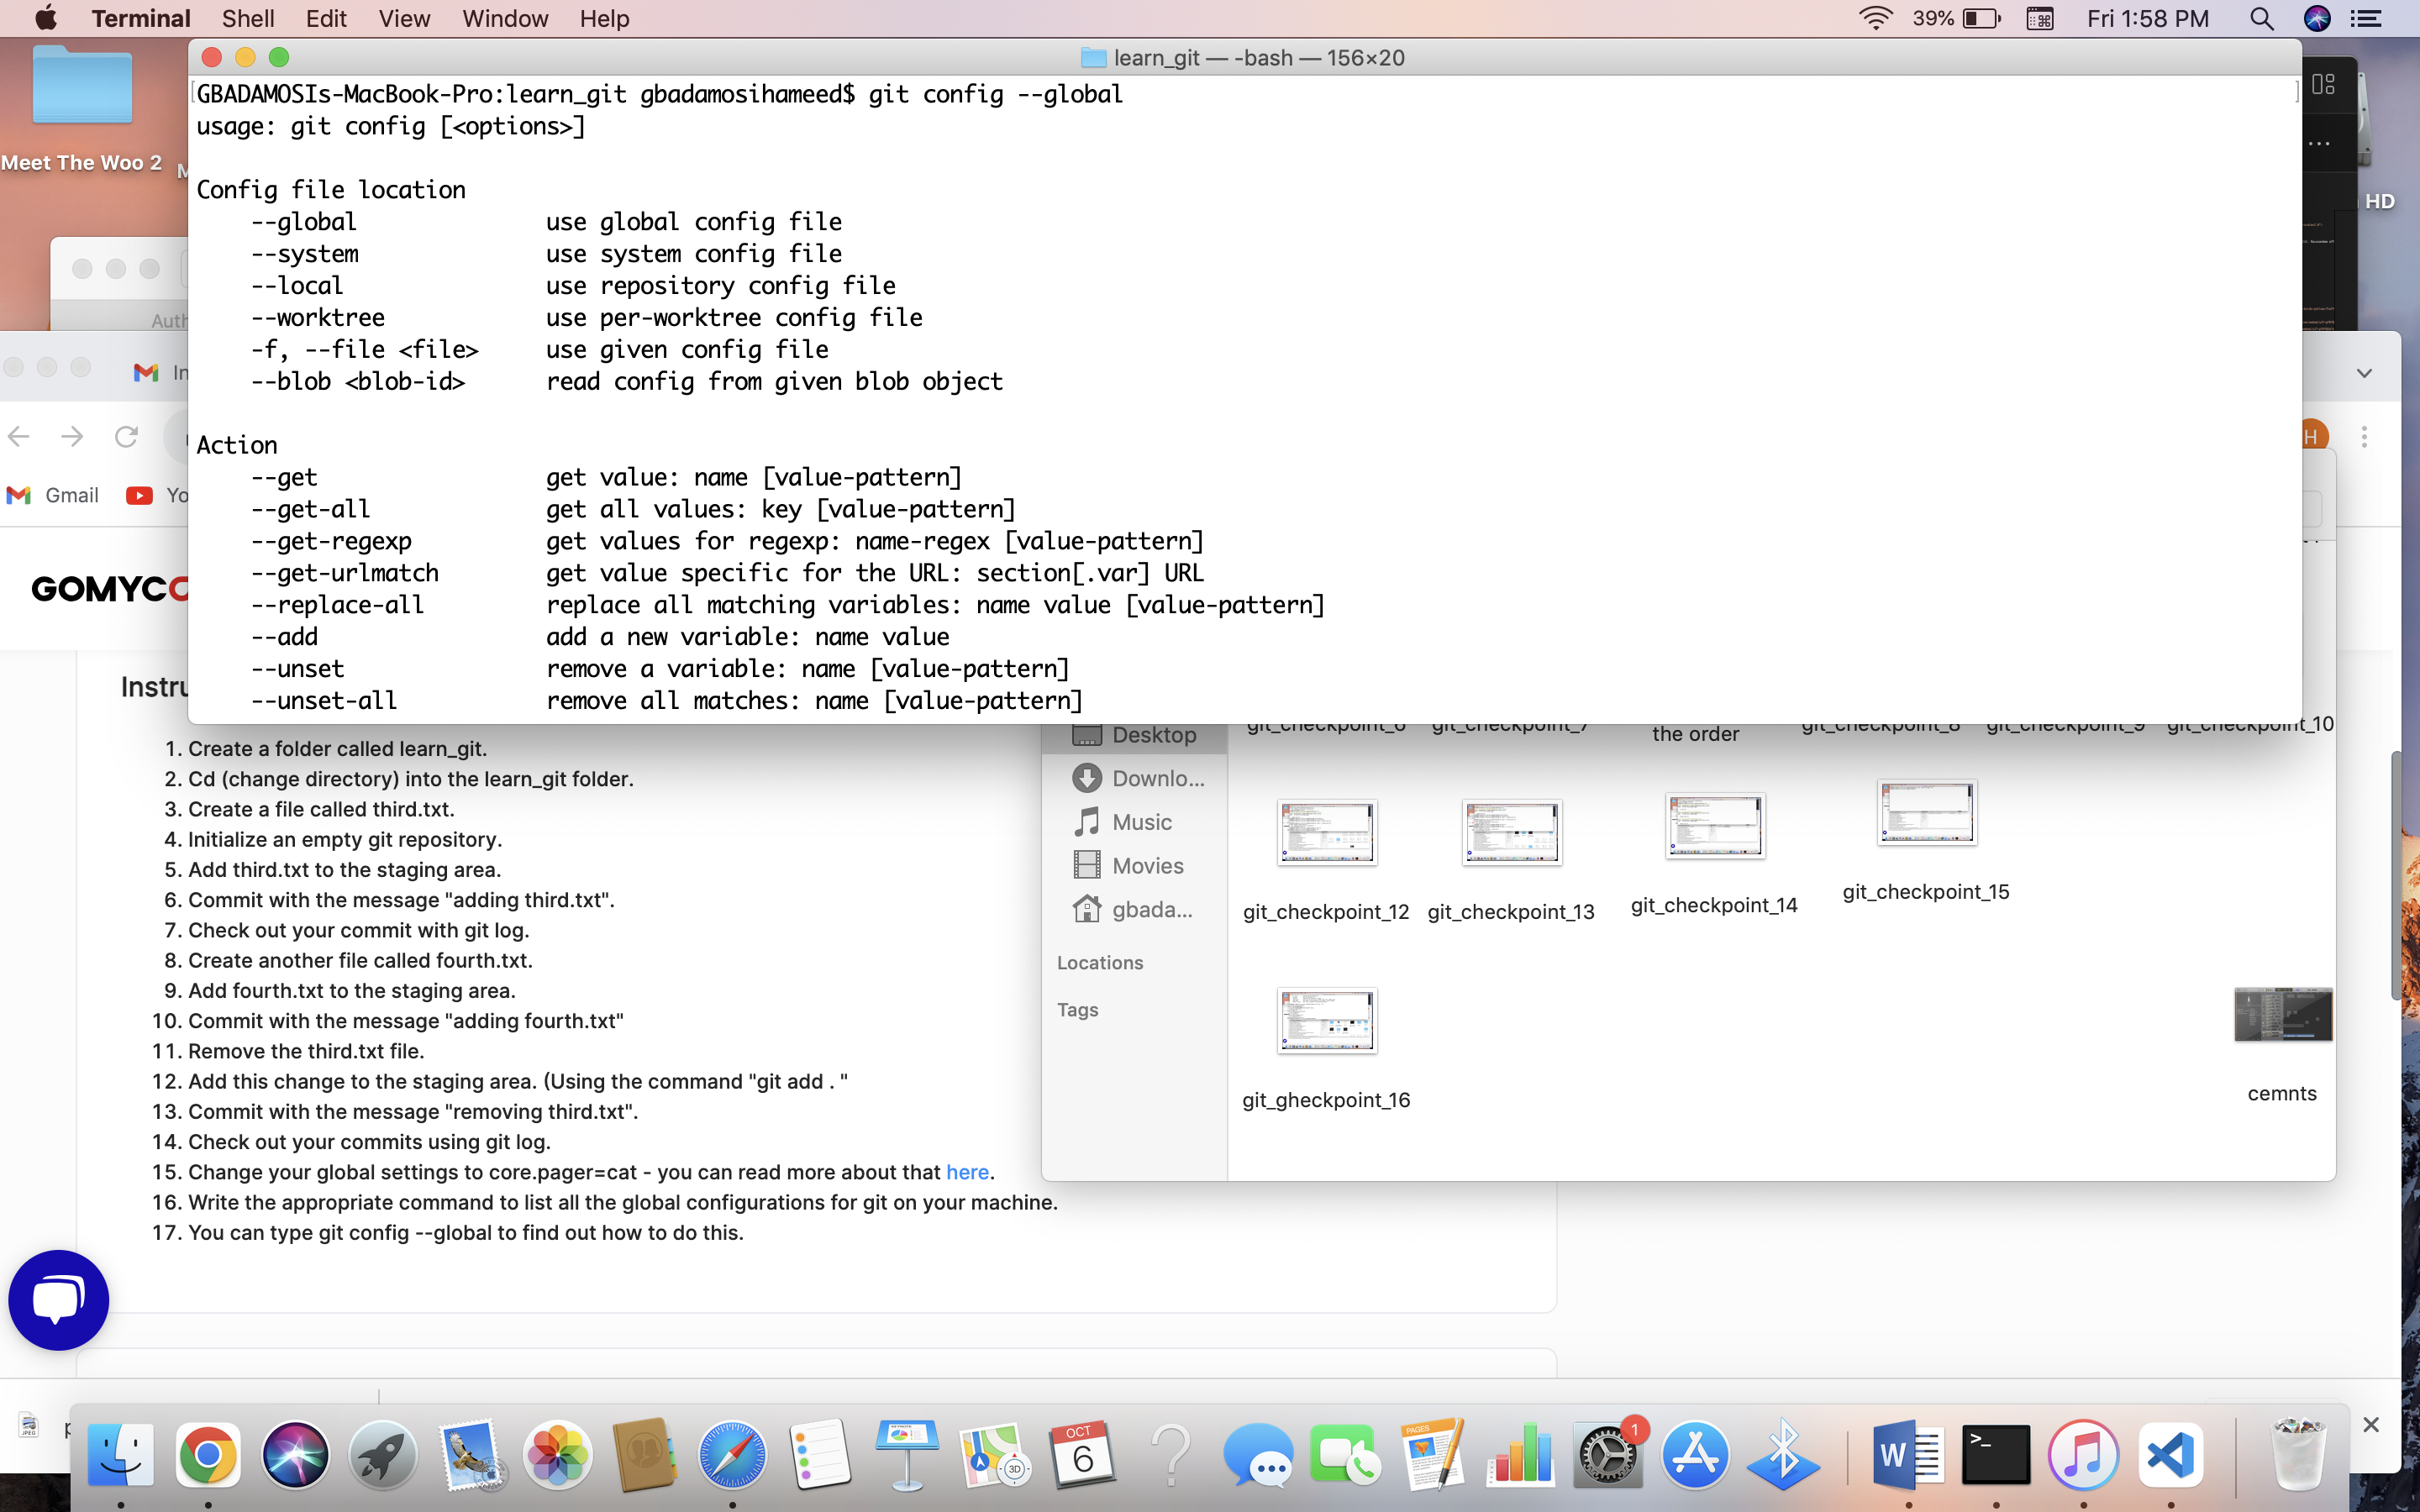 Terminal Shell Edit View Window Help 39% Fri 1:58 PM
learn_git — -bash — 156×20
GBADAMOSIs-MacBook-Pro:learn_git gbadamosihameed$ git config --global
usage: git config [<options>]
Config file location
--global use global config file
--system use system config file
--local use repository config file
--worktree use per-worktree config file
-f, --file <file> use given config file
--blob <blob-id> read config from given blob object
Action
--get get value: name [value-pattern]
--get-all get all values: key [value-pattern]
--get-regexp get values for regexp: name-regex [value-pattern]
--get-urlmatch get value specific for the URL: section[.var] URL
--replace-all replace all matching variables: name value [value-pattern]
--add add a new variable: name value
--unset remove a variable: name [value-pattern]
--unset-all remove all matches: name [value-pattern]
Meet The Woo 2
HD
Gmail
H
1. Create a folder called learn_git.
2. Cd (change directory) into the learn_git folder.
3. Create a file called third.txt.
4. Initialize an empty git repository.
5. Add third.txt to the staging area.
6. Commit with the message "adding third.txt".
7. Check out your commit with git log.
8. Create another file called fourth.txt.
9. Add fourth.txt to the staging area.
10. Commit with the message "adding fourth.txt"
11. Remove the third.txt file.
12. Add this change to the staging area. (Using the command "git add . "
13. Commit with the message "removing third.txt".
14. Check out your commits using git log.
15. Change your global settings to core.pager=cat - you can read more about that here.
16. Write the appropriate command to list all the global configurations for git on your machine.
17. You can type git config --global to find out how to do this.
Desktop
Downlo...
Music
Movies
gbada...
Locations
Tags
git_checkpoint_6 git_checkpoint_7 the order git_checkpoint_8 git_checkpoint_9 git_checkpoint_10
git_checkpoint_12 git_checkpoint_13 git_checkpoint_14 git_checkpoint_15
git_gheckpoint_16
cemnts
OCT
6
3D
PAGES
1
W
>_
JPEG